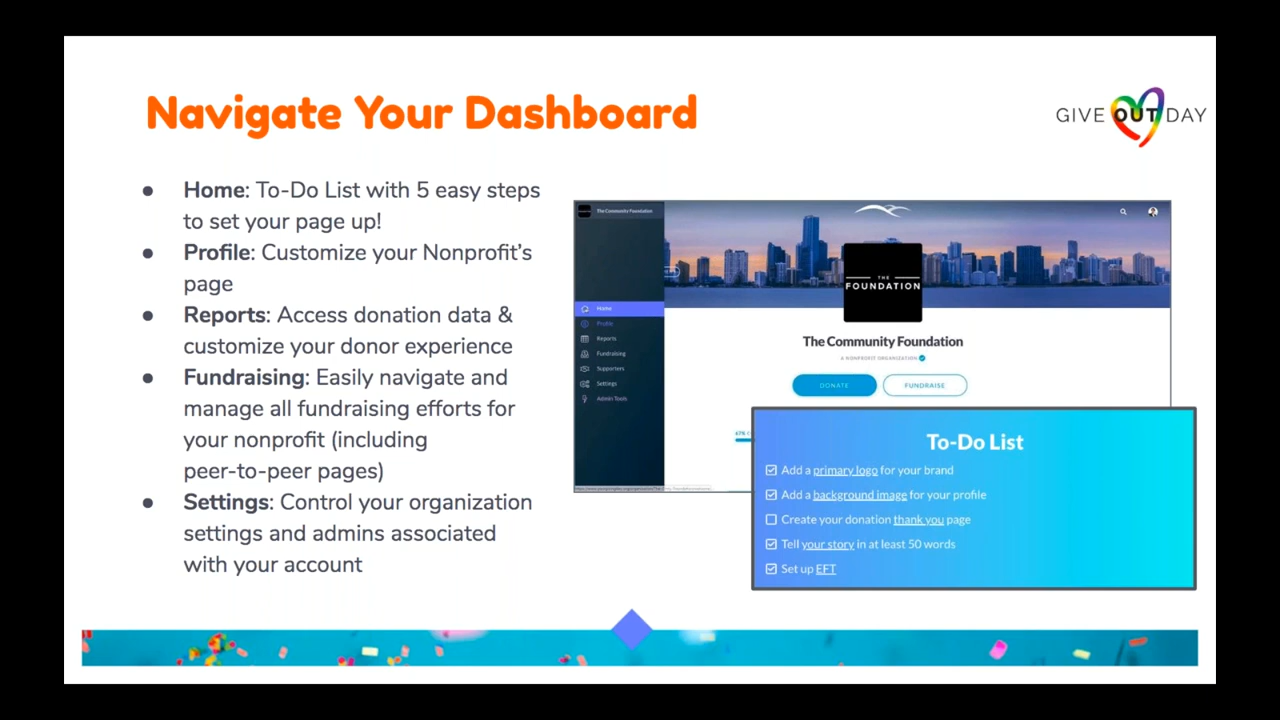 Navigate Your Dashboard
GIVE OUT DAY
● Home: To-Do List with 5 easy steps
to set your page up!
● Profile: Customize your Nonprofit's
page
● Reports: Access donation data &
customize your donor experience
● Fundraising: Easily navigate and
manage all fundraising efforts for
your nonprofit (including
peer-to-peer pages)
● Settings: Control your organization
settings and admins associated
with your account
The Community Foundation
Home
Profile
Reports
Fundraising
Supporters
Settings
Admin Tools
THE
FOUNDATION
The Community Foundation
A NONPROFIT ORGANIZATION
DONATE
FUNDRAISE
To-Do List
Add a primary logo for your brand
Add a background image for your profile
Create your donation thank you page
Tell your story in at least 50 words
Set up EFT